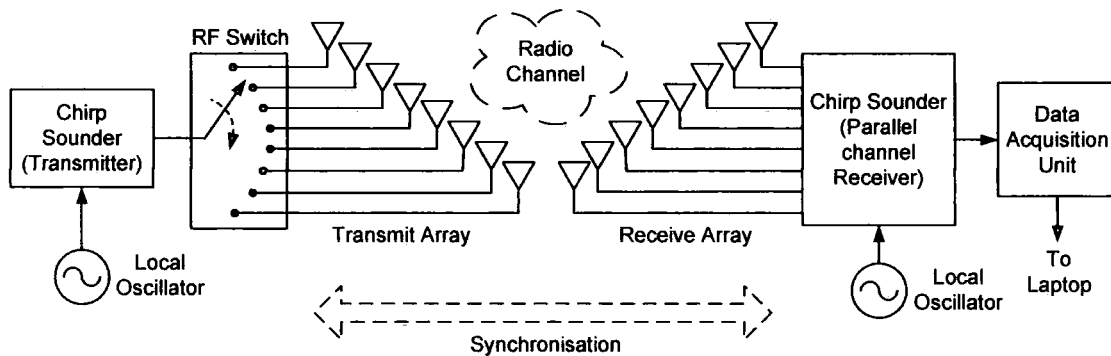 RF Switch
Radio
Channel
Chirp
Sounder
(Transmitter)
Chirp Sounder
(Parallel
channel
Receiver)
Data
Acquisition
Unit
Transmit Array
Receive Array
Local
Oscillator
Local
Oscillator
To
Laptop
Synchronisation